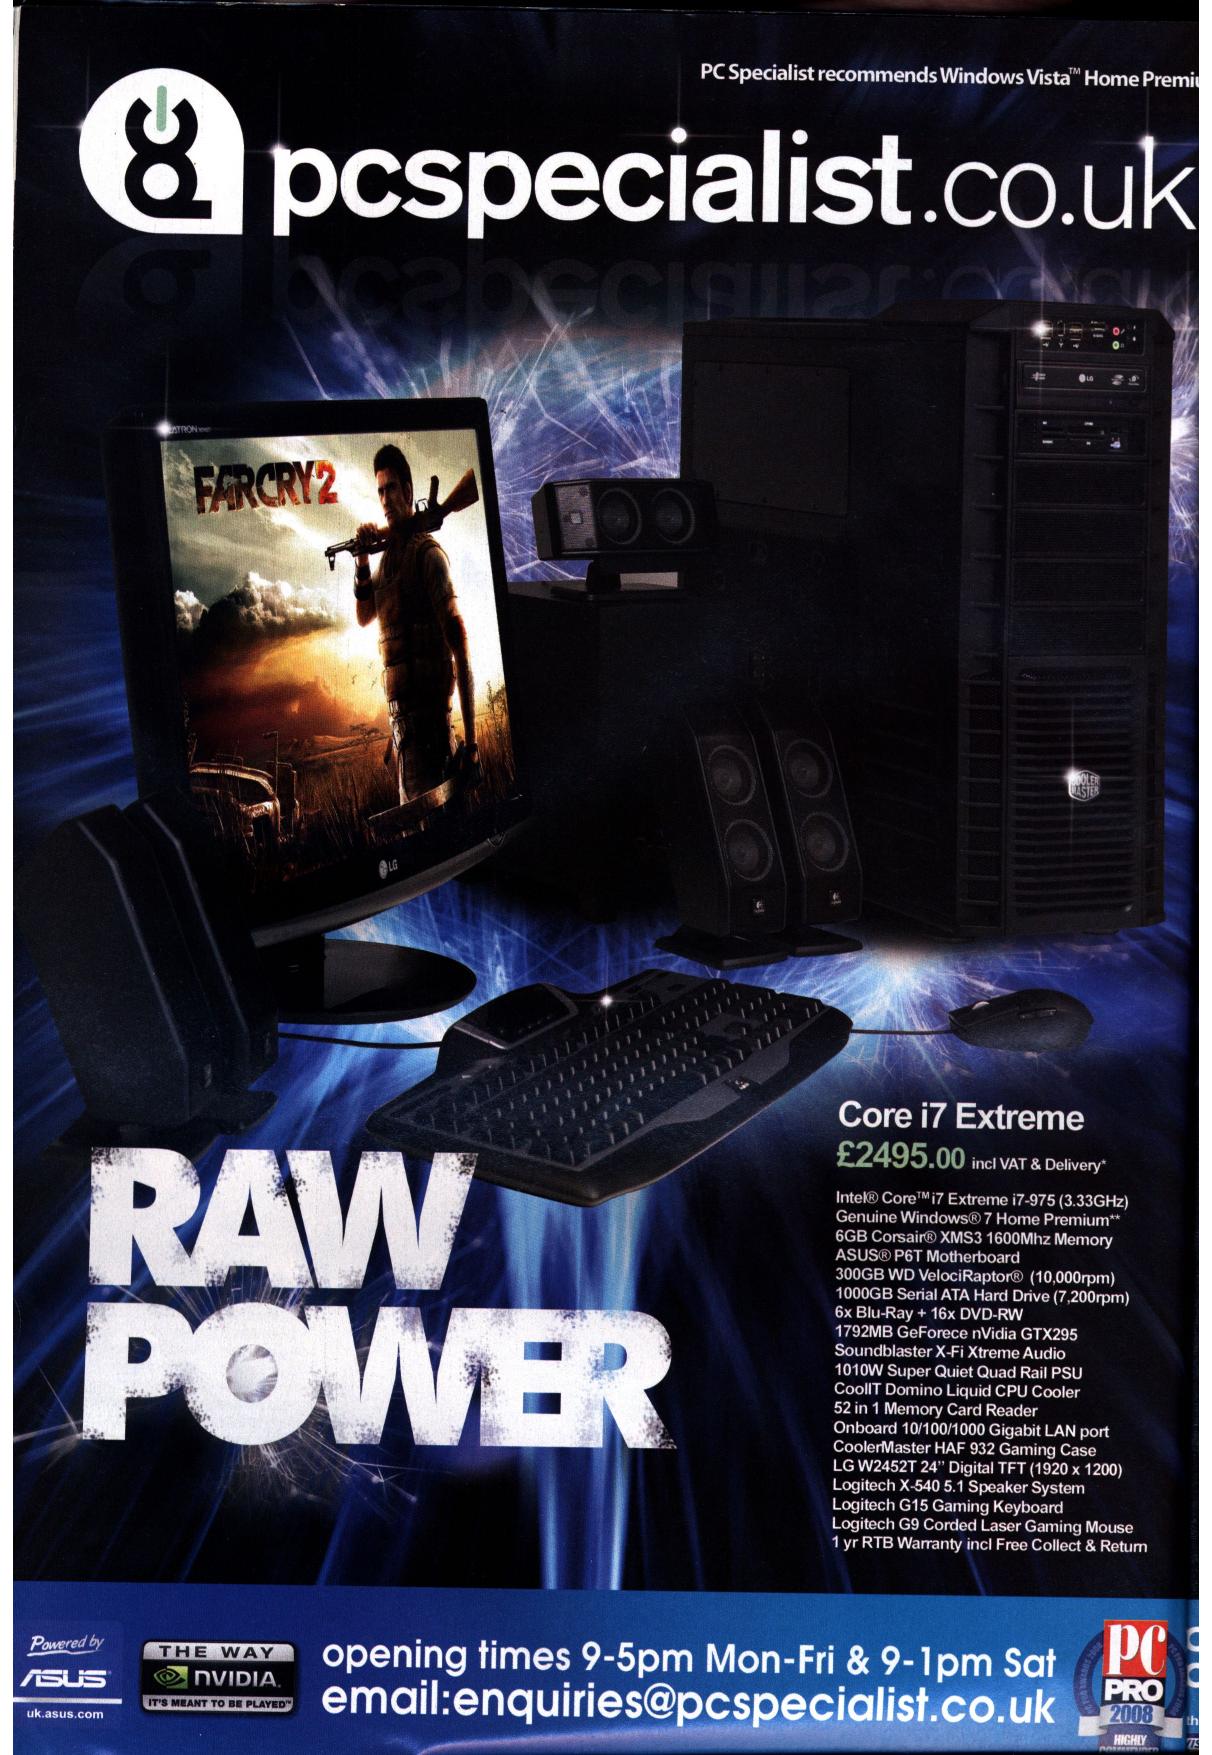 PC Specialist recommends Windows Vista™ Home
pcspecialist.co.uk
FLATRON
FARCRY2
LG
LG
COOLER
MASTER
Core i7 Extreme
£2495.00 incl VAT & Delivery*
Intel® Core™ i7 Extreme i7-975 (3.33GHz)
Genuine Windows® 7 Home Premium**
6GB Corsair® XMS3 1600Mhz Memory
ASUS® P6T Motherboard
300GB WD VelociRaptor® (10,000rpm)
1000GB Serial ATA Hard Drive (7,200rpm)
6x Blu-Ray + 16x DVD-RW
1792MB GeForece nVidia GTX295
Soundblaster X-Fi Xtreme Audio
1010W Super Quiet Quad Rail PSU
CoolIT Domino Liquid CPU Cooler
52 in 1 Memory Card Reader
Onboard 10/100/1000 Gigabit LAN port
CoolerMaster HAF 932 Gaming Case
LG W2452T 24’’ Digital TFT (1920 x 1200)
Logitech X-540 5.1 Speaker System
Logitech G15 Gaming Keyboard
Logitech G9 Corded Laser Gaming Mouse
1 yr RTB Warranty incl Free Collect & Return
RAW
POWER
Powered by
ASUS
uk.asus.com
THE WAY
NVIDIA.
IT'S MEANT TO BE PLAYED™
opening times 9-5pm Mon-Fri & 9-1pm Sat
email:enquiries@pcspecialist.co.uk
PC
PRO
2008
HIGHLY